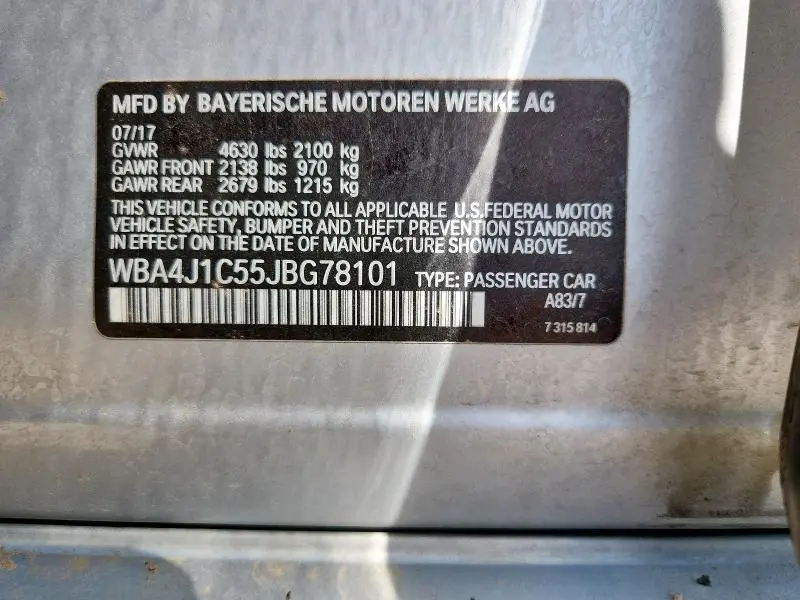 MFD BY BAYERISCHE MOTOREN WERKE AG
07/17
GVWR 4630 lbs 2100 kg
GAWR FRONT 2138 lbs 970 kg
GAWR REAR 2679 lbs 1215 kg
THIS VEHICLE CONFORMS TO ALL APPLICABLE U.S.FEDERAL MOTOR
VEHICLE SAFETY, BUMPER AND THEFT PREVENTION STANDARDS
IN EFFECT ON THE DATE OF MANUFACTURE SHOWN ABOVE.
WBA4J1C55JBG78101 TYPE: PASSENGER CAR
A83/7
7 315 814